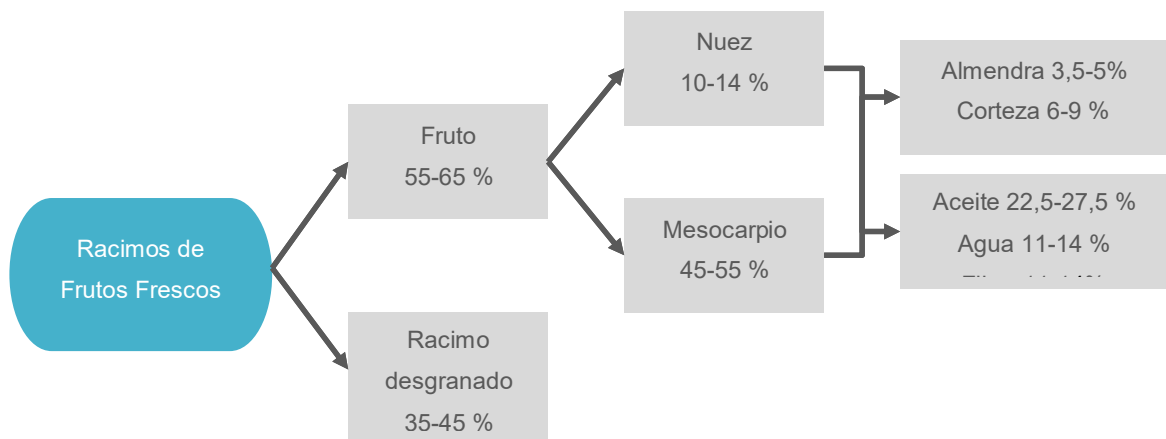 Racimos de
Frutos Frescos
Fruto
55-65 %
Racimo
desgranado
35-45 %
Nuez
10-14 %
Mesocarpio
45-55 %
Almendra 3,5-5%
Corteza 6-9 %
Aceite 22,5-27,5 %
Agua 11-14 %